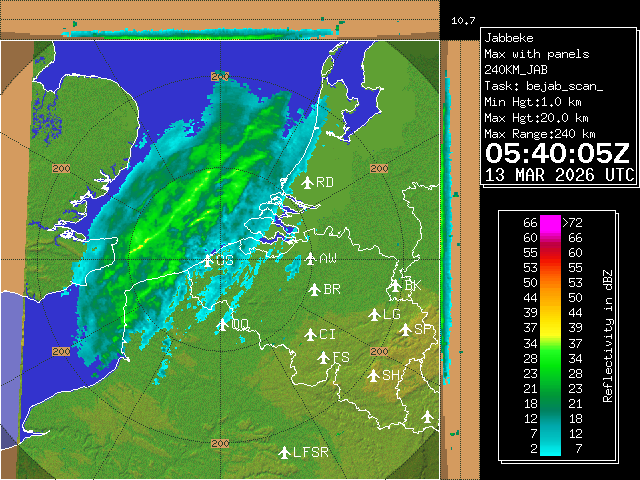 10.7
Jabbeke
Max with panels
240KM_JAB
Task: bejab_scan_
Min Hgt:1.0 km
Max Hgt:20.0 km
Max Range:240 km
05:40:05Z
13 MAR 2026 UTC
200
200
200
RD
OS
AW
BR
BK
LG
SP
OO
CI
FS
SH
200
200
200
LFSR
66 >72
60 66
55 60
53 55
50 53
44 50
39 44
37 39
34 37
28 34
23 28
21 23
18 21
12 18
7 12
2 7
Reflectivity in dBZ